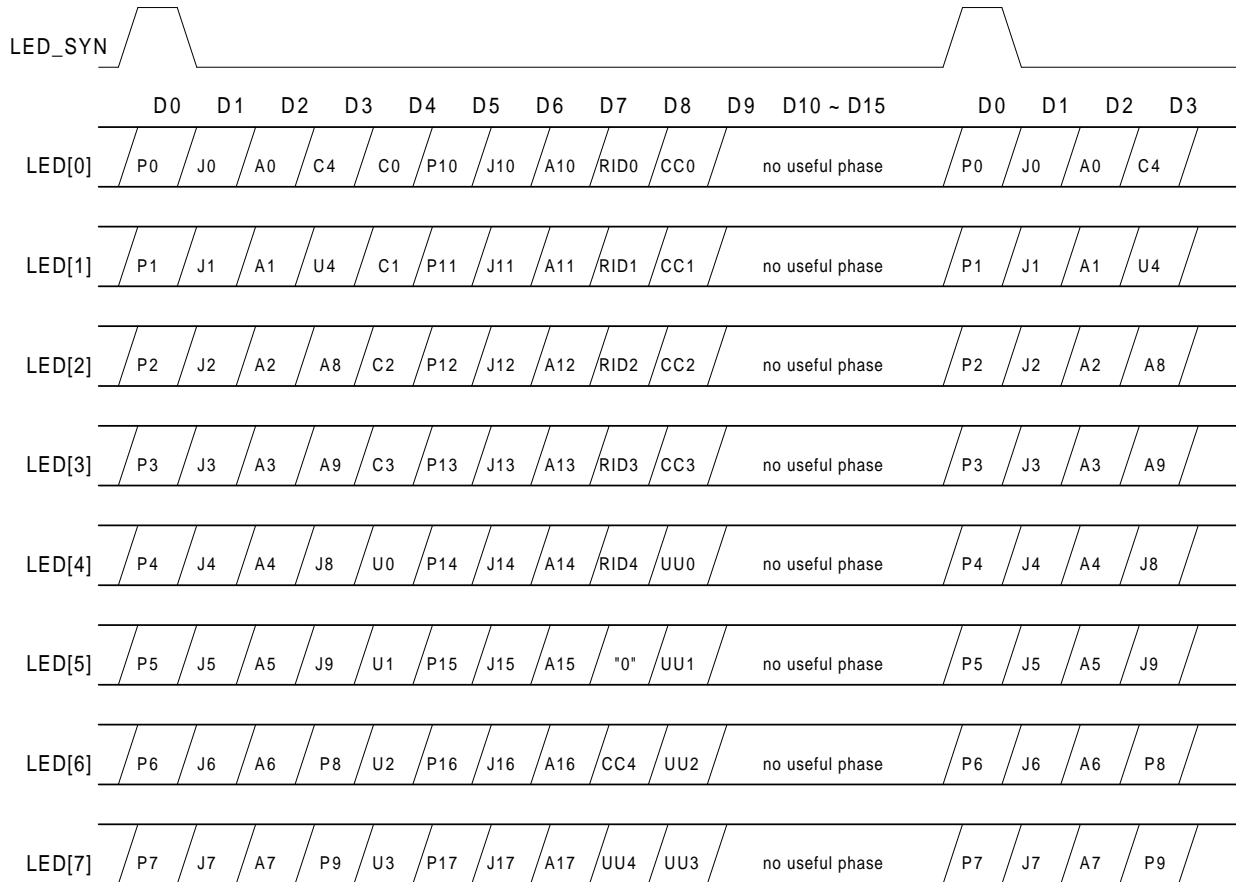 LED_SYN
D0 D1 D2 D3 D4 D5 D6 D7 D8 D9 D10 ~ D15 D0 D1 D2 D3
LED[0] P0 J0 A0 C4 C0 P10 J10 A10 RID0 CC0 no useful phase P0 J0 A0 C4
LED[1] P1 J1 A1 U4 C1 P11 J11 A11 RID1 CC1 no useful phase P1 J1 A1 U4
LED[2] P2 J2 A2 A8 C2 P12 J12 A12 RID2 CC2 no useful phase P2 J2 A2 A8
LED[3] P3 J3 A3 A9 C3 P13 J13 A13 RID3 CC3 no useful phase P3 J3 A3 A9
LED[4] P4 J4 A4 J8 U0 P14 J14 A14 RID4 UU0 no useful phase P4 J4 A4 J8
LED[5] P5 J5 A5 J9 U1 P15 J15 A15 "0" UU1 no useful phase P5 J5 A5 J9
LED[6] P6 J6 A6 P8 U2 P16 J16 A16 CC4 UU2 no useful phase P6 J6 A6 P8
LED[7] P7 J7 A7 P9 U3 P17 J17 A17 UU4 UU3 no useful phase P7 J7 A7 P9